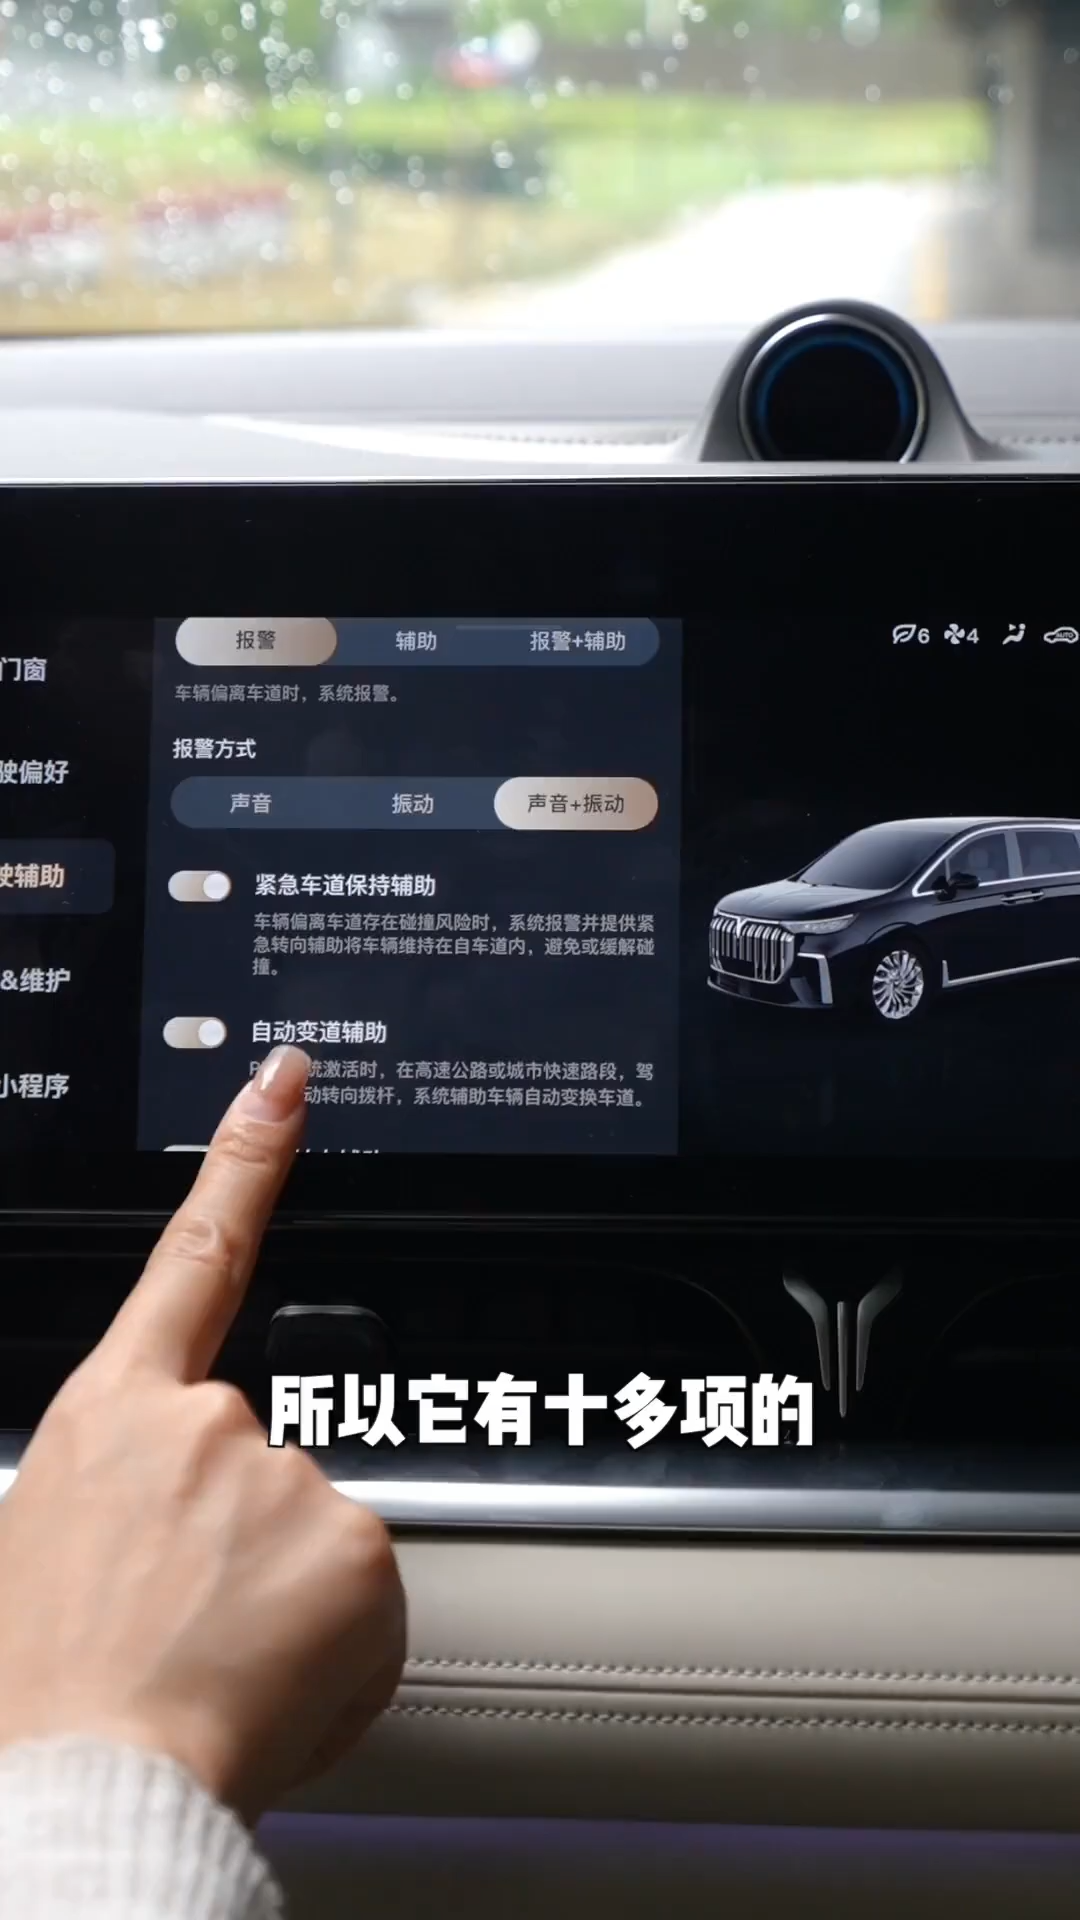 报警 辅助 报警+辅助
6 4 AUTO
车辆偏离车道时，系统报警。
门窗
报警方式
驶偏好
声音 振动 声音+振动
驶辅助
紧急车道保持辅助
车辆偏离车道存在碰撞风险时，系统报警并提供紧
急转向辅助将车辆维持在自车道内，避免或缓解碰
撞。
&维护
自动变道辅助
统激活时，在高速公路或城市快速路段，驾
动转向拨杆，系统辅助车辆自动变换车道。
小程序
所以它有十多项的